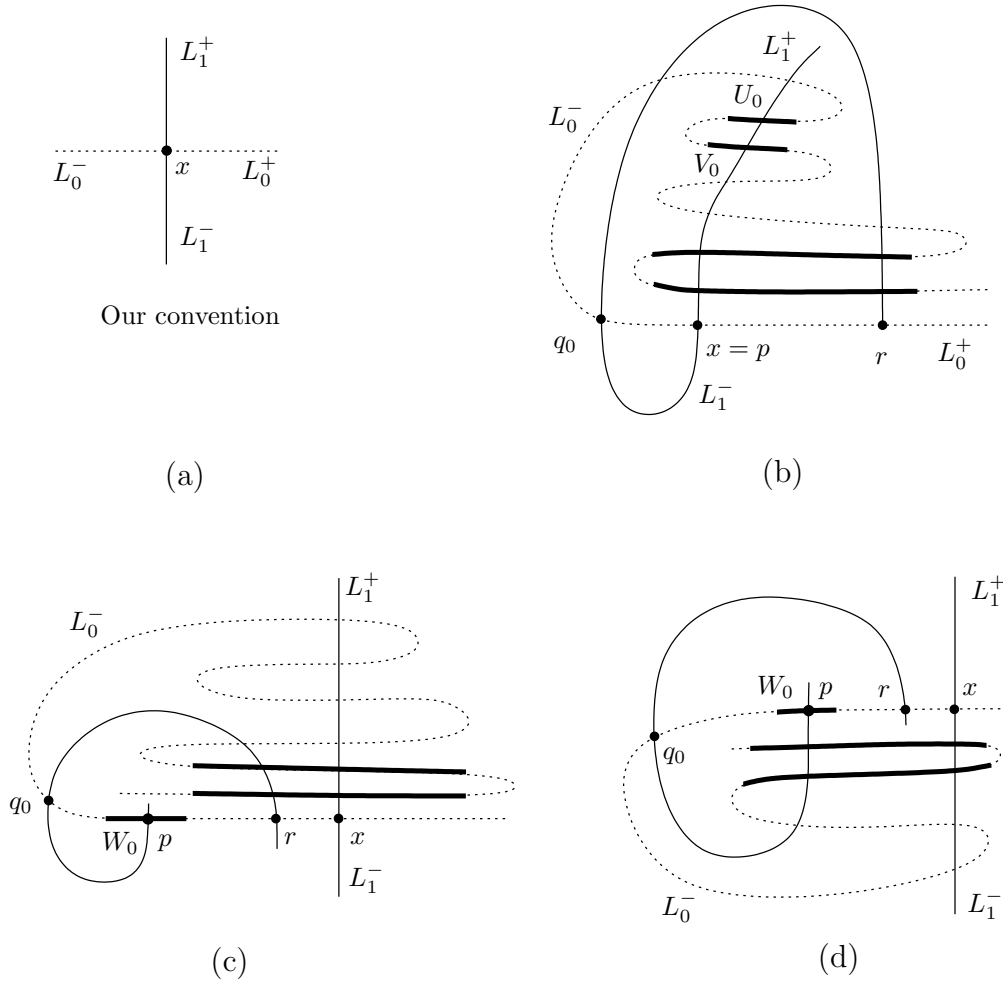 $L_1^+$
$L_0^-$ $x$ $L_0^+$
$L_1^-$
Our convention
(a)
$L_1^+$
$U_0$
$L_0^-$
$V_0$
$q_0$ $x = p$ $r$ $L_0^+$
$L_1^-$
(b)
$L_1^+$
$L_0^-$
$q_0$
$W_0$ $p$ $r$ $x$
$L_1^-$
(c)
$L_1^+$
$W_0$ $p$ $r$ $x$
$q_0$
$L_0^-$ $L_1^-$
(d)